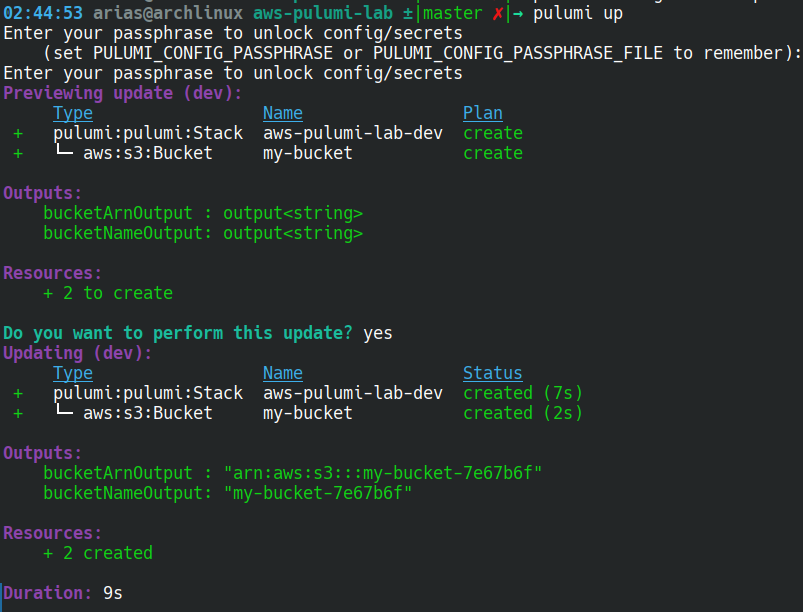 02:44:53 arias@archlinux aws-pulumi-lab ±|master ✗|→ pulumi up
Enter your passphrase to unlock config/secrets
    (set PULUMI_CONFIG_PASSPHRASE or PULUMI_CONFIG_PASSPHRASE_FILE to remember):
Enter your passphrase to unlock config/secrets
Previewing update (dev):
     Type                 Name                Plan
 +   pulumi:pulumi:Stack  aws-pulumi-lab-dev  create
 +   └─ aws:s3:Bucket     my-bucket           create
Outputs:
    bucketArnOutput : output<string>
    bucketNameOutput: output<string>
Resources:
    + 2 to create
Do you want to perform this update? yes
Updating (dev):
     Type                 Name                Status
 +   pulumi:pulumi:Stack  aws-pulumi-lab-dev  created (7s)
 +   └─ aws:s3:Bucket     my-bucket           created (2s)
Outputs:
    bucketArnOutput : "arn:aws:s3:::my-bucket-7e67b6f"
    bucketNameOutput: "my-bucket-7e67b6f"
Resources:
    + 2 created
Duration: 9s